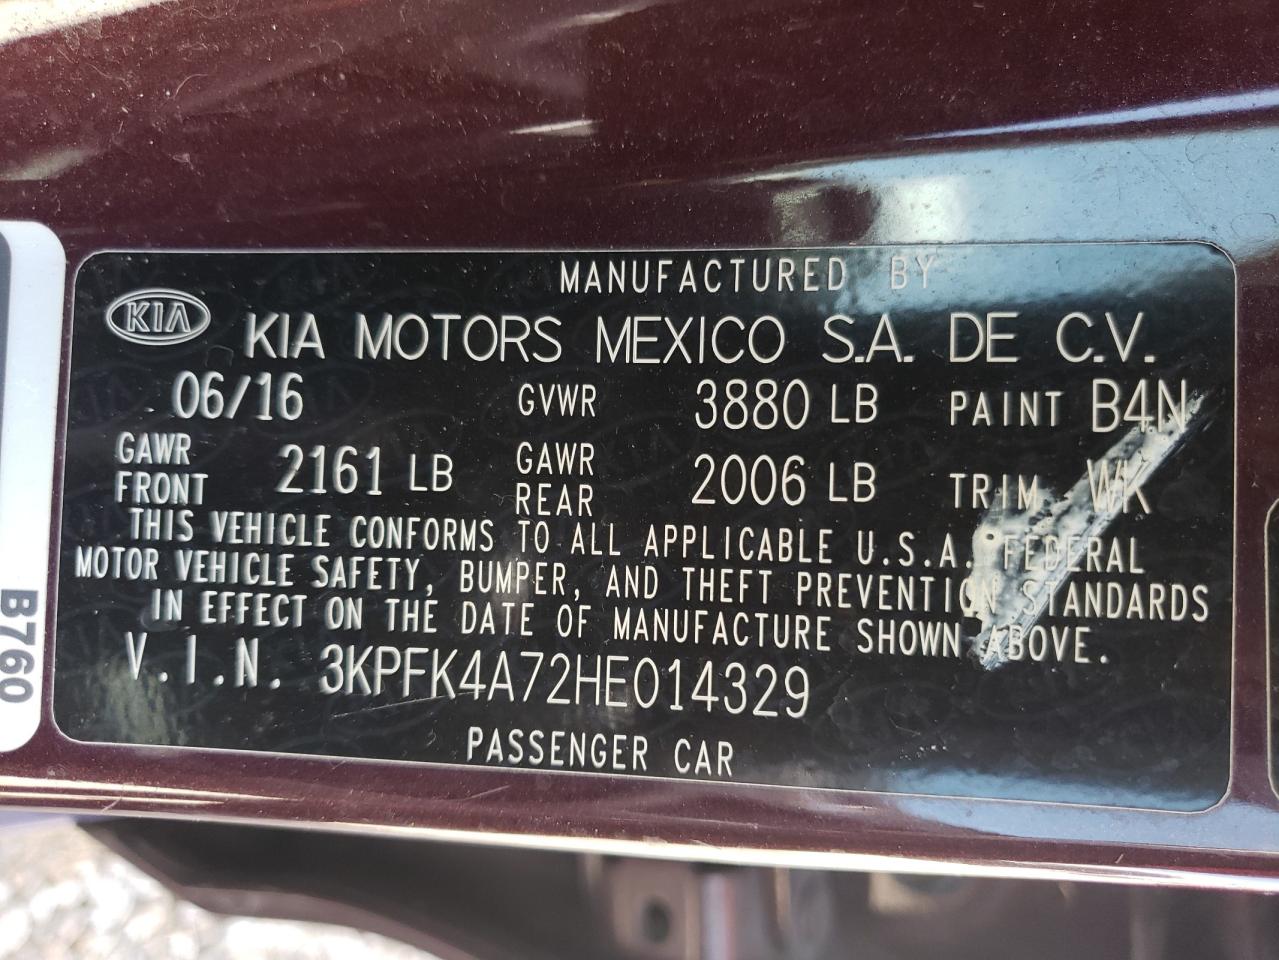 MANUFACTURED BY
KIA KIA MOTORS MEXICO S.A. DE C.V.
06/16 GVWR 3880 LB PAINT B4N
GAWR FRONT 2161 LB GAWR REAR 2006 LB TRIM WK
THIS VEHICLE CONFORMS TO ALL APPLICABLE U.S.A. FEDERAL
MOTOR VEHICLE SAFETY, BUMPER, AND THEFT PREVENTION STANDARDS
IN EFFECT ON THE DATE OF MANUFACTURE SHOWN ABOVE.
V.I.N. 3KPFK4A72HE014329
PASSENGER CAR
B760